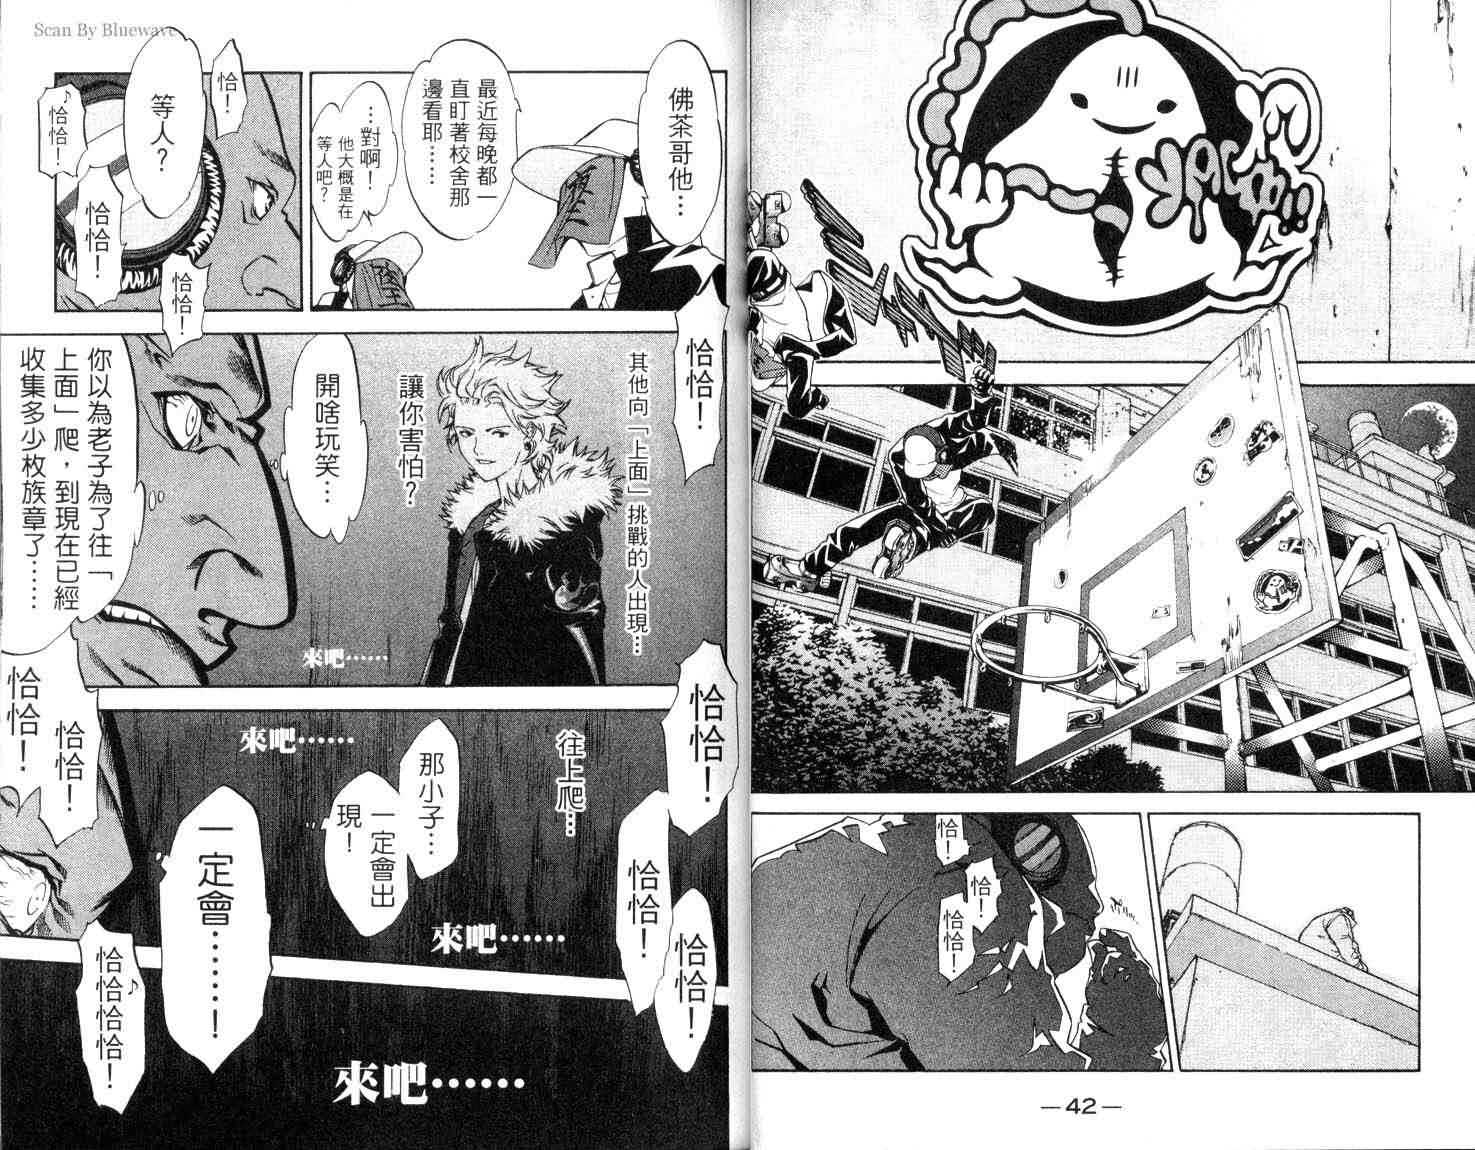 Scan By Bluewave
恰！
恰！
恰恰！
—42—
佛茶哥他…
最近每晚都一
直盯著校舍那
邊看耶……
…對啊！
他大概是在
等人吧？
恰！
等人？
♪恰恰！
恰恰！
恰恰！
恰恰！
其他向「上面」挑戰的人出現…
讓你害怕？
開啥玩笑…
你以為老子為了往「
上面」爬，到現在已經
收集多少枚族章了……
來吧……
恰恰！
恰恰！
恰恰！
往上爬…
那小子…
一定會出
現！
來吧……
一定會……！
恰恰！
恰恰！
來吧……
恰恰恰恰！♪
來吧……